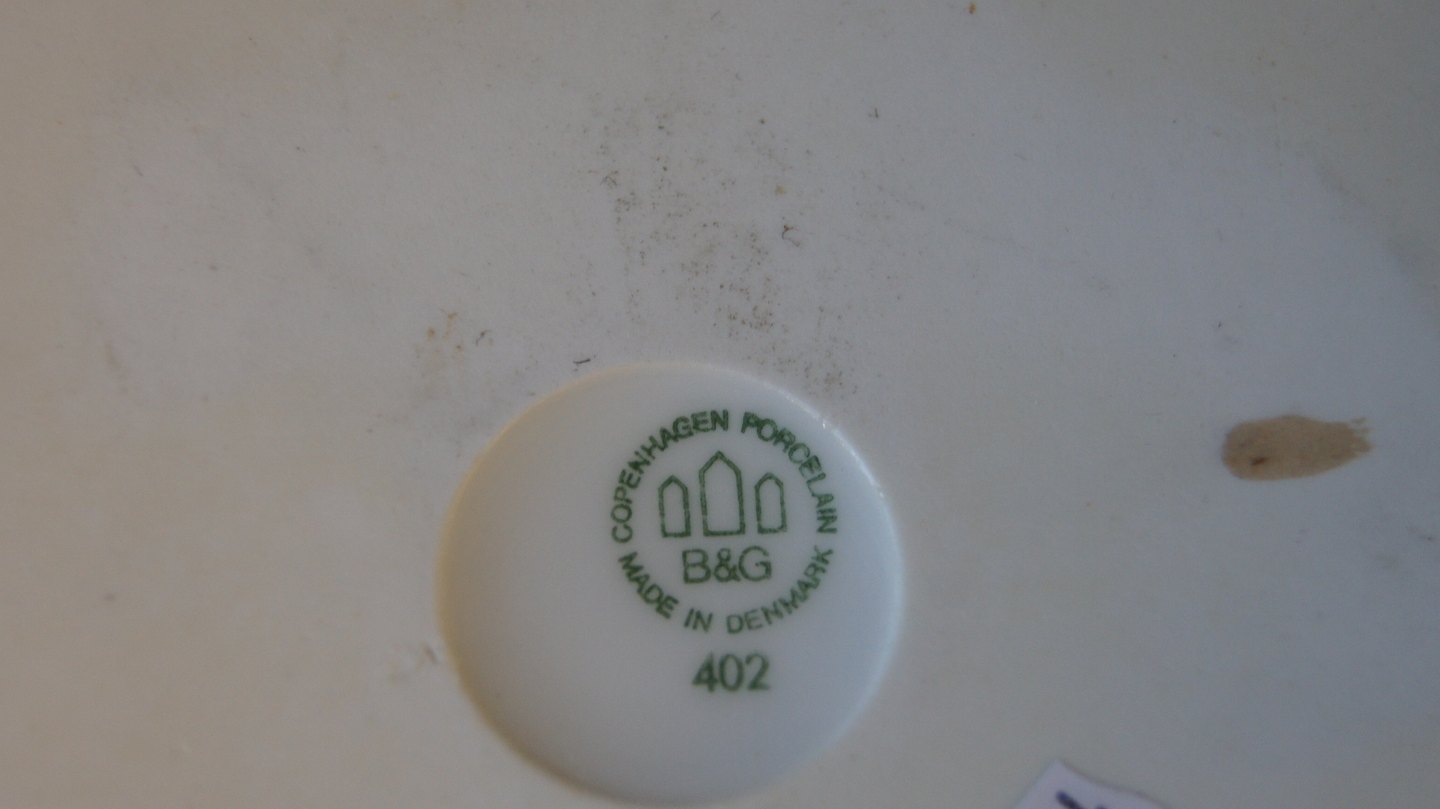 COPENHAGEN PORCELAIN
B&G
MADE IN DENMARK
402